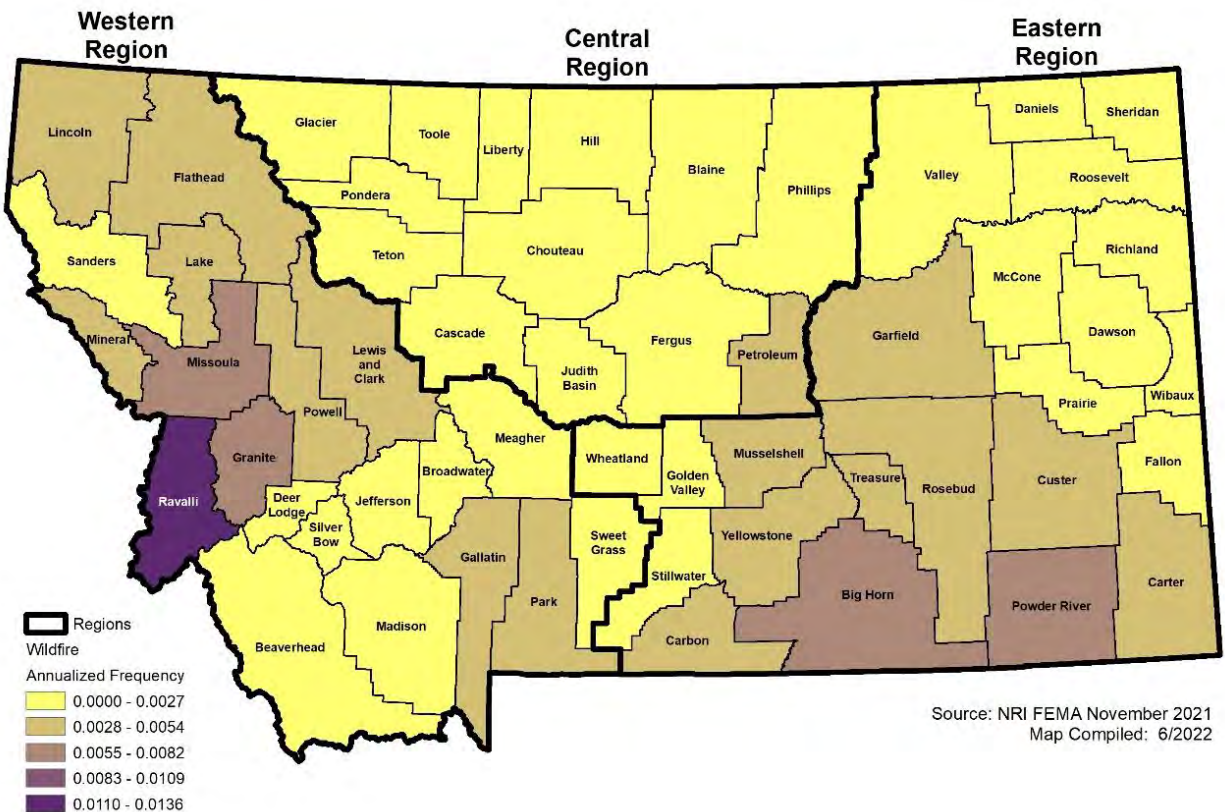 Western
Region
Central
Region
Eastern
Region
Lincoln
Flathead
Glacier
Toole
Liberty
Hill
Blaine
Phillips
Valley
Daniels
Sheridan
Roosevelt
Pondera
Teton
Chouteau
Sanders
Lake
Richland
McCone
Dawson
Cascade
Judith
Basin
Fergus
Petroleum
Garfield
Mineral
Missoula
Lewis
and
Clark
Powell
Prairie
Wibaux
Meagher
Wheatland
Golden
Valley
Musselshell
Treasure
Rosebud
Custer
Fallon
Granite
Ravalli
Broadwater
Jefferson
Deer
Lodge
Silver
Bow
Gallatin
Park
Sweet
Grass
Stillwater
Yellowstone
Big Horn
Powder River
Carter
Carbon
Madison
Beaverhead
Regions
Wildfire
Annualized Frequency
0.0000 - 0.0027
0.0028 - 0.0054
0.0055 - 0.0082
0.0083 - 0.0109
0.0110 - 0.0136
Source: NRI FEMA November 2021
Map Compiled: 6/2022